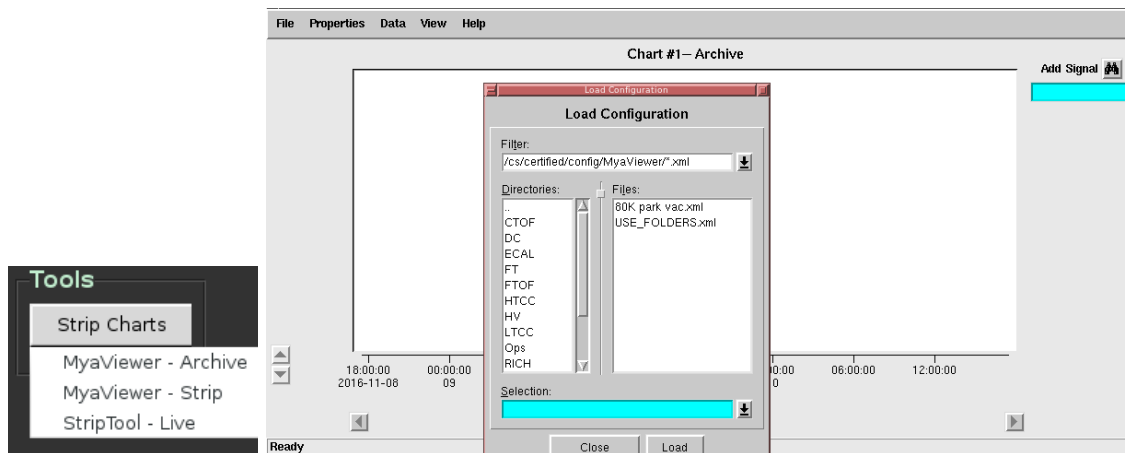 Tools
Strip Charts
MyaViewer - Archive
MyaViewer - Strip
StripTool - Live
File Properties Data View Help
Chart #1– Archive
Add Signal
Load Configuration
Load Configuration
Filter:
/cs/certified/config/MyaViewer/*.xml
Directories:
..
CTOF
DC
ECAL
FT
FTOF
HTCC
HV
LTCC
Ops
RICH
Files:
80K park vac.xml
USE_FOLDERS.xml
Selection:
Close Load
18:00:00 00:00:00 00:00 06:00:00 12:00:00
2016-11-08 09 0
Ready